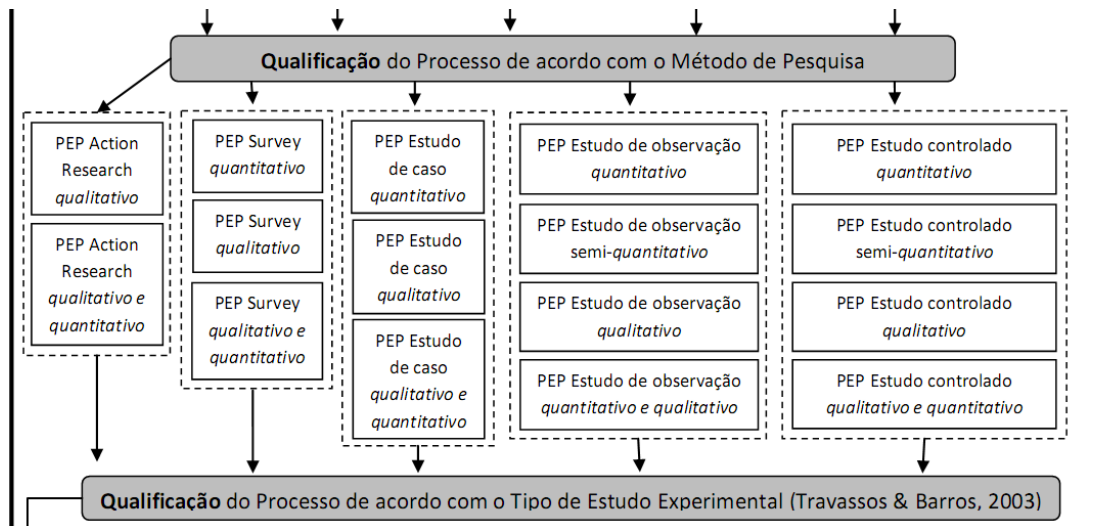 Qualificação do Processo de acordo com o Método de Pesquisa
PEP Action
Research
qualitativo
PEP Action
Research
qualitativo e
quantitativo
PEP Survey
quantitativo
PEP Survey
qualitativo
PEP Survey
qualitativo e
quantitativo
PEP Estudo
de caso
quantitativo
PEP Estudo
de caso
qualitativo
PEP Estudo
de caso
qualitativo e
quantitativo
PEP Estudo de observação
quantitativo
PEP Estudo de observação
semi-quantitativo
PEP Estudo de observação
qualitativo
PEP Estudo de observação
quantitativo e qualitativo
PEP Estudo controlado
quantitativo
PEP Estudo controlado
semi-quantitativo
PEP Estudo controlado
qualitativo
PEP Estudo controlado
qualitativo e quantitativo
Qualificação do Processo de acordo com o Tipo de Estudo Experimental (Travassos & Barros, 2003)